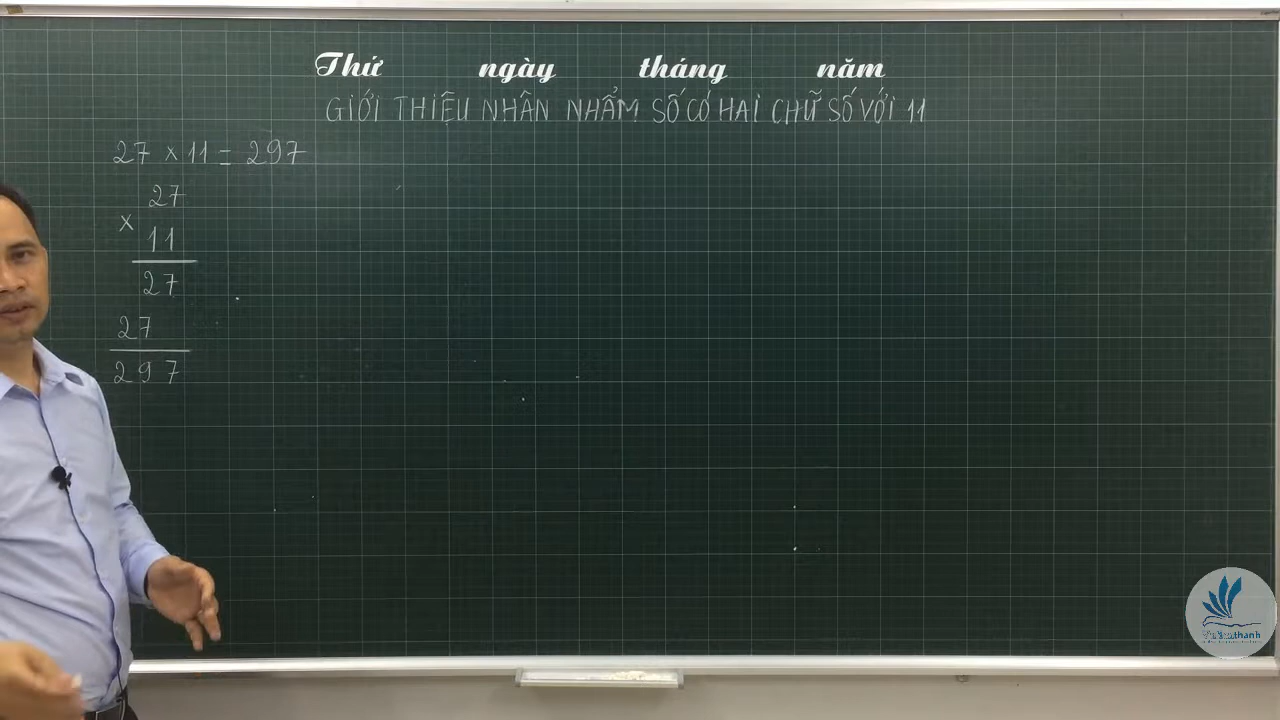 Thứ ngày tháng năm
GIỚI THIỆU NHÂN NHẨM SỐ CÓ HAI CHỮ SỐ VỚI 11
27 × 11 = 297
27
×
11
27
27
297